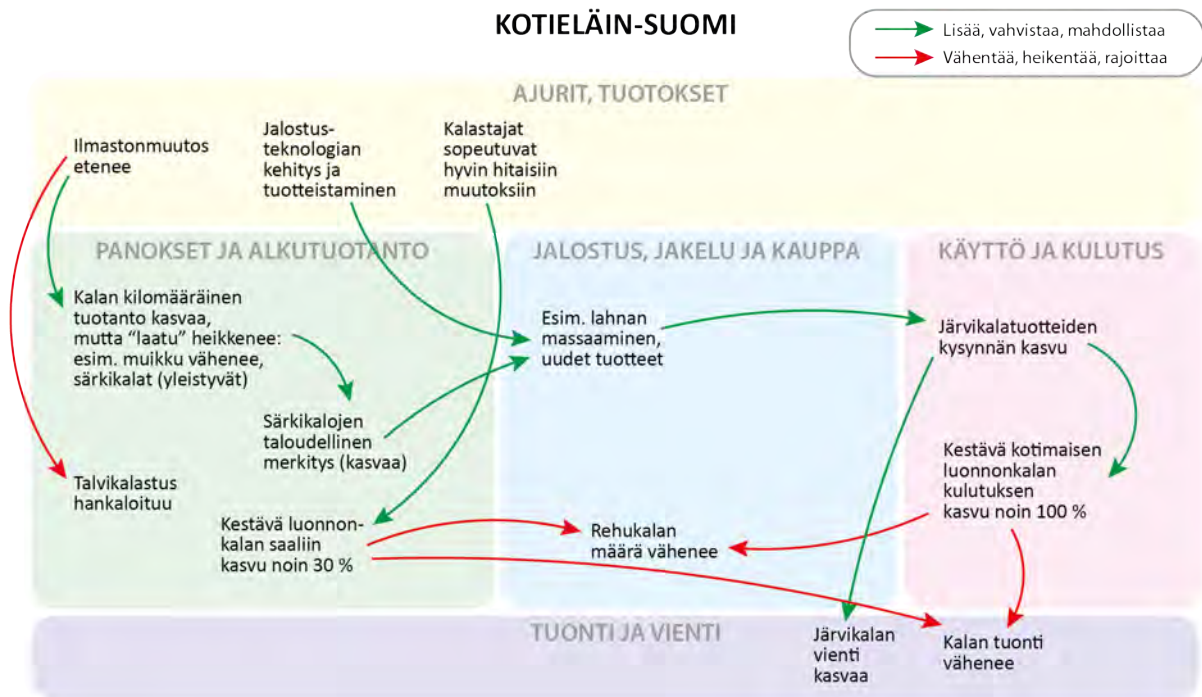 KOTIELÄIN-SUOMI
Lisää, vahvistaa, mahdollistaa
Vähentää, heikentää, rajoittaa
AJURIT, TUOTOKSET
Ilmastonmuutos
etenee
Jalostus-
teknologian
kehitys ja
tuotteistaminen
Kalastajat
sopeutuvat
hyvin hitaisiin
muutoksiin
PANOKSET JA ALKUTUOTANTO
Kalan kilomääräinen
tuotanto kasvaa,
mutta “laatu” heikkenee:
esim. muikku vähenee,
särkikalat (yleistyvät)
Särkikalojen
taloudellinen
merkitys (kasvaa)
Talvikalastus
hankaloituu
Kestävä luonnon-
kalan saaliin
kasvu noin 30 %
JALOSTUS, JAKELU JA KAUPPA
Esim. lahnan
massaaminen,
uudet tuotteet
Rehukalan
määrä vähenee
KÄYTTÖ JA KULUTUS
Järvikalatuotteiden
kysynnän kasvu
Kestävä kotimaisen
luonnonkalan
kulutuksen
kasvu noin 100 %
TUONTI JA VIENTI
Järvikalan
vienti
kasvaa
Kalan tuonti
vähenee